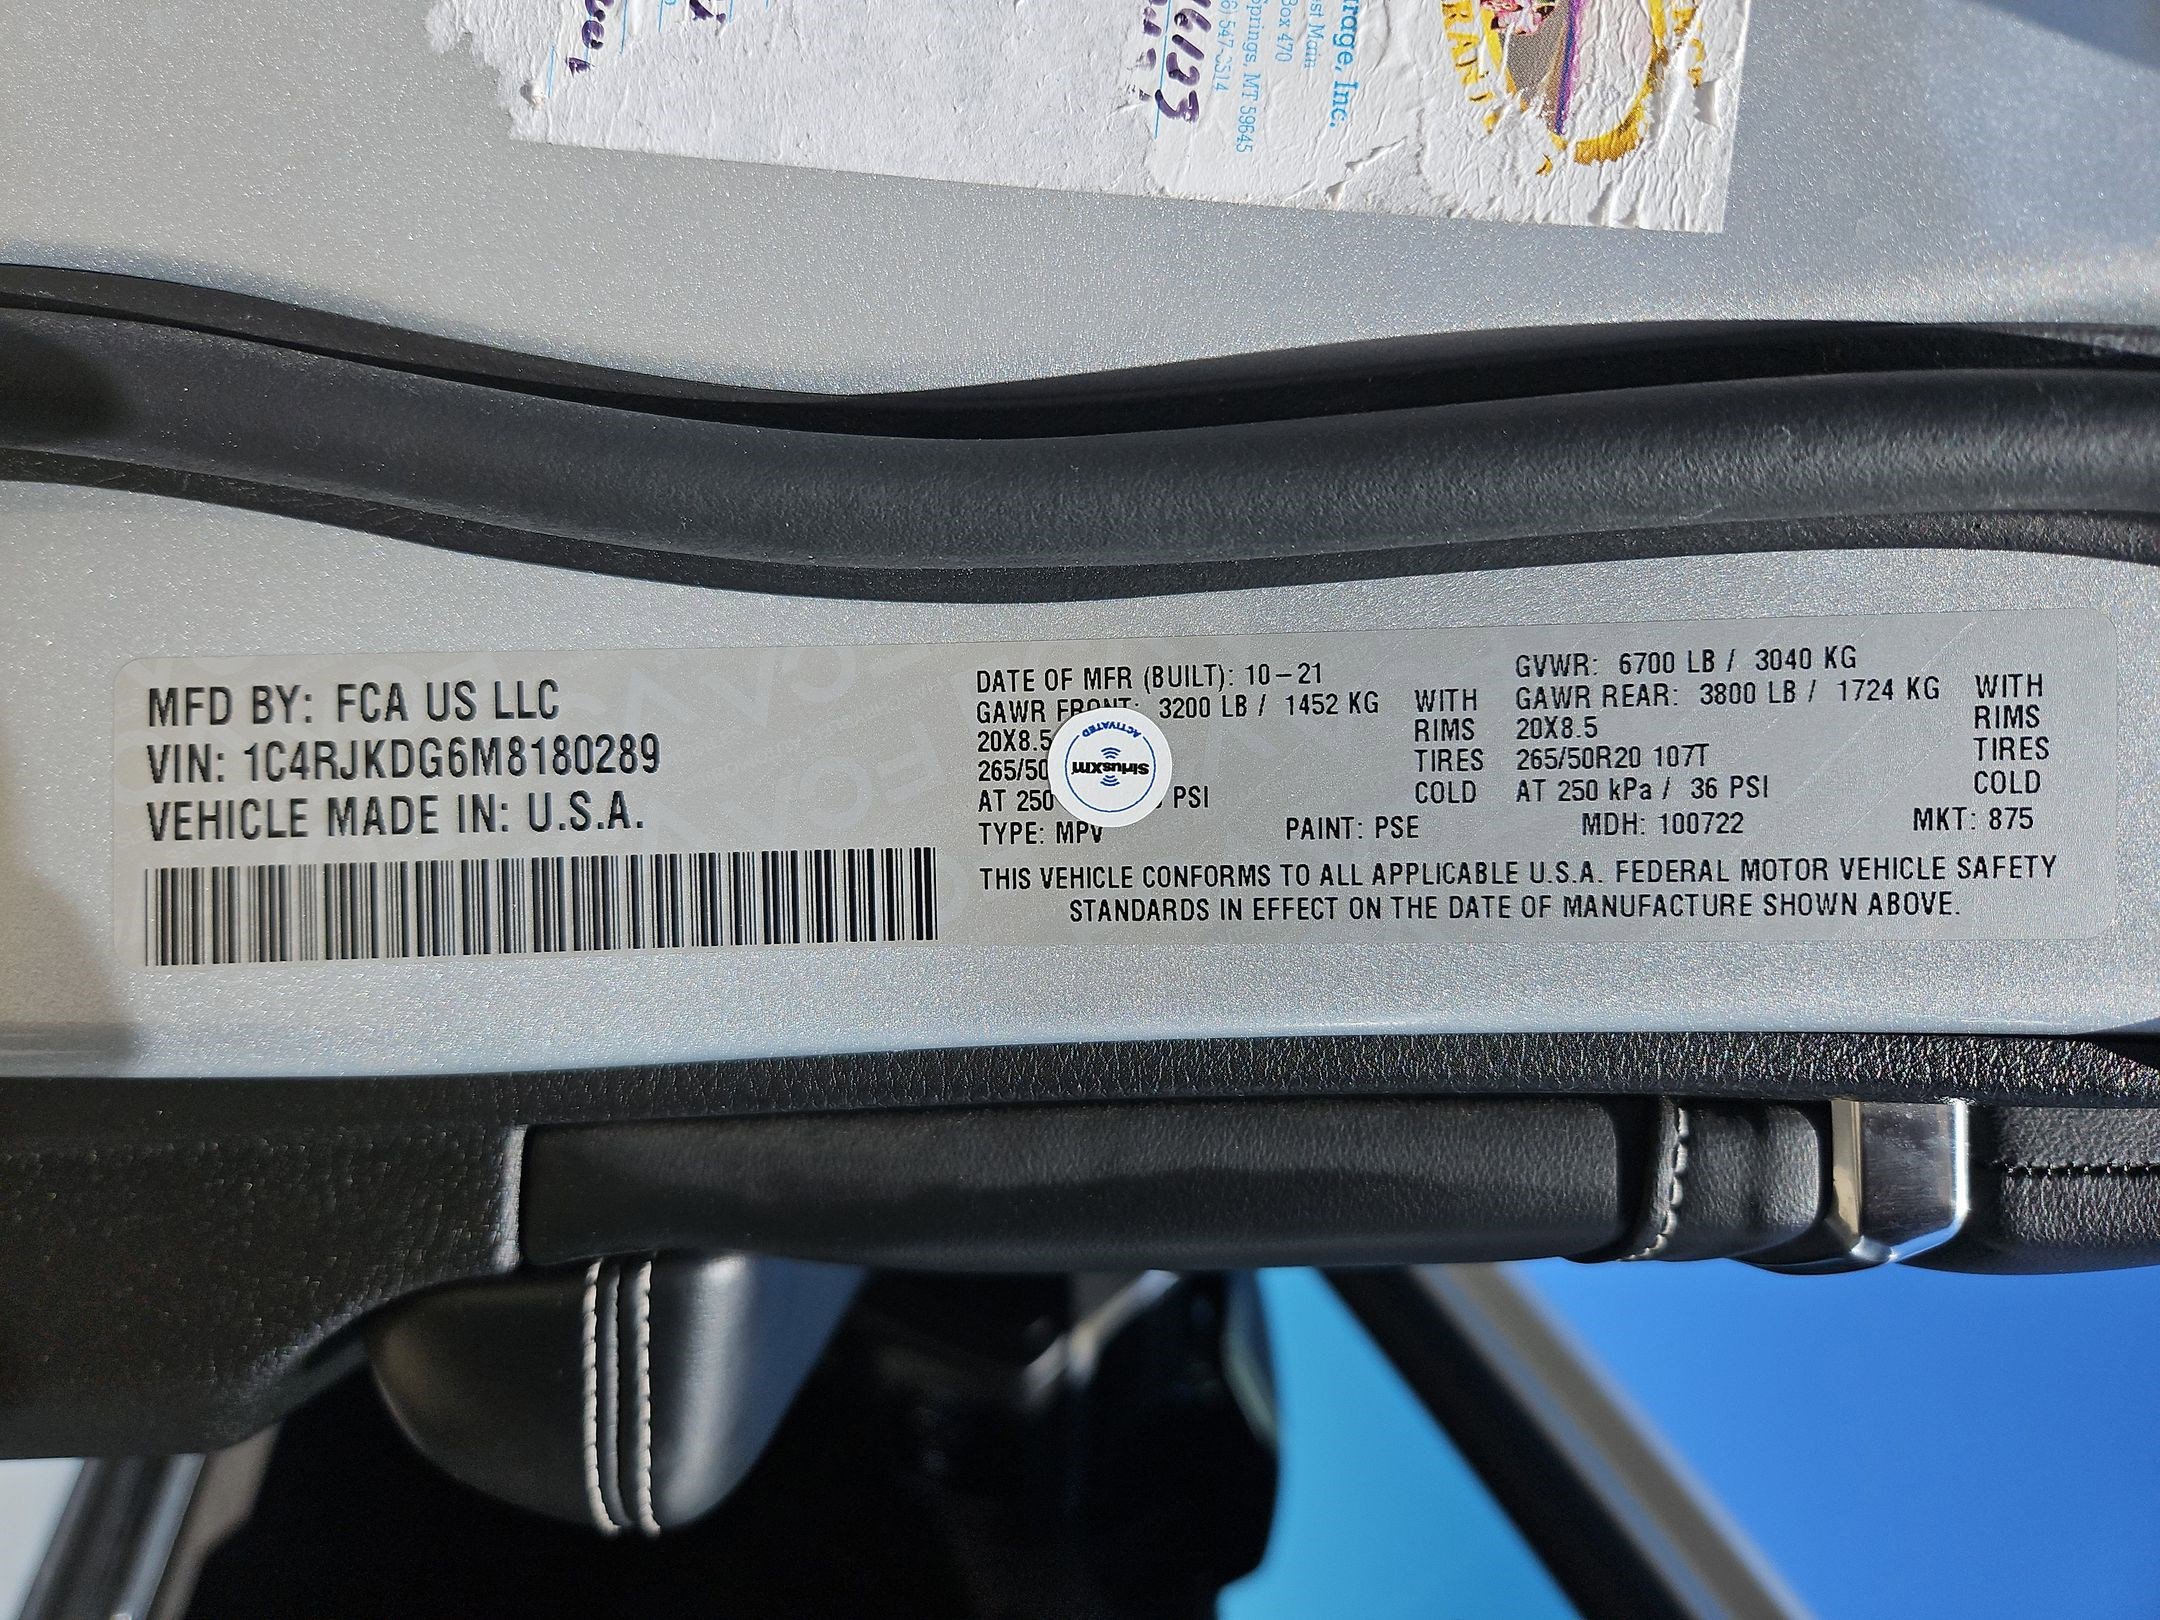 rage, Inc.
st Main
Box 470
Springs, MT 59645
6) 547-3314
MFD BY: FCA US LLC
VIN: 1C4RJKDG6M8180289
VEHICLE MADE IN: U.S.A.
DATE OF MFR (BUILT): 10-21 GVWR: 6700 LB / 3040 KG
GAWR FRONT: 3200 LB / 1452 KG WITH GAWR REAR: 3800 LB / 1724 KG WITH
20X8.5 RIMS 20X8.5 RIMS
265/50 TIRES 265/50R20 107T TIRES
AT 250 PSI COLD AT 250 kPa / 36 PSI COLD
TYPE: MPV PAINT: PSE MDH: 100722 MKT: 875
THIS VEHICLE CONFORMS TO ALL APPLICABLE U.S.A. FEDERAL MOTOR VEHICLE SAFETY
STANDARDS IN EFFECT ON THE DATE OF MANUFACTURE SHOWN ABOVE.
SiriusXM
ACTIVATED